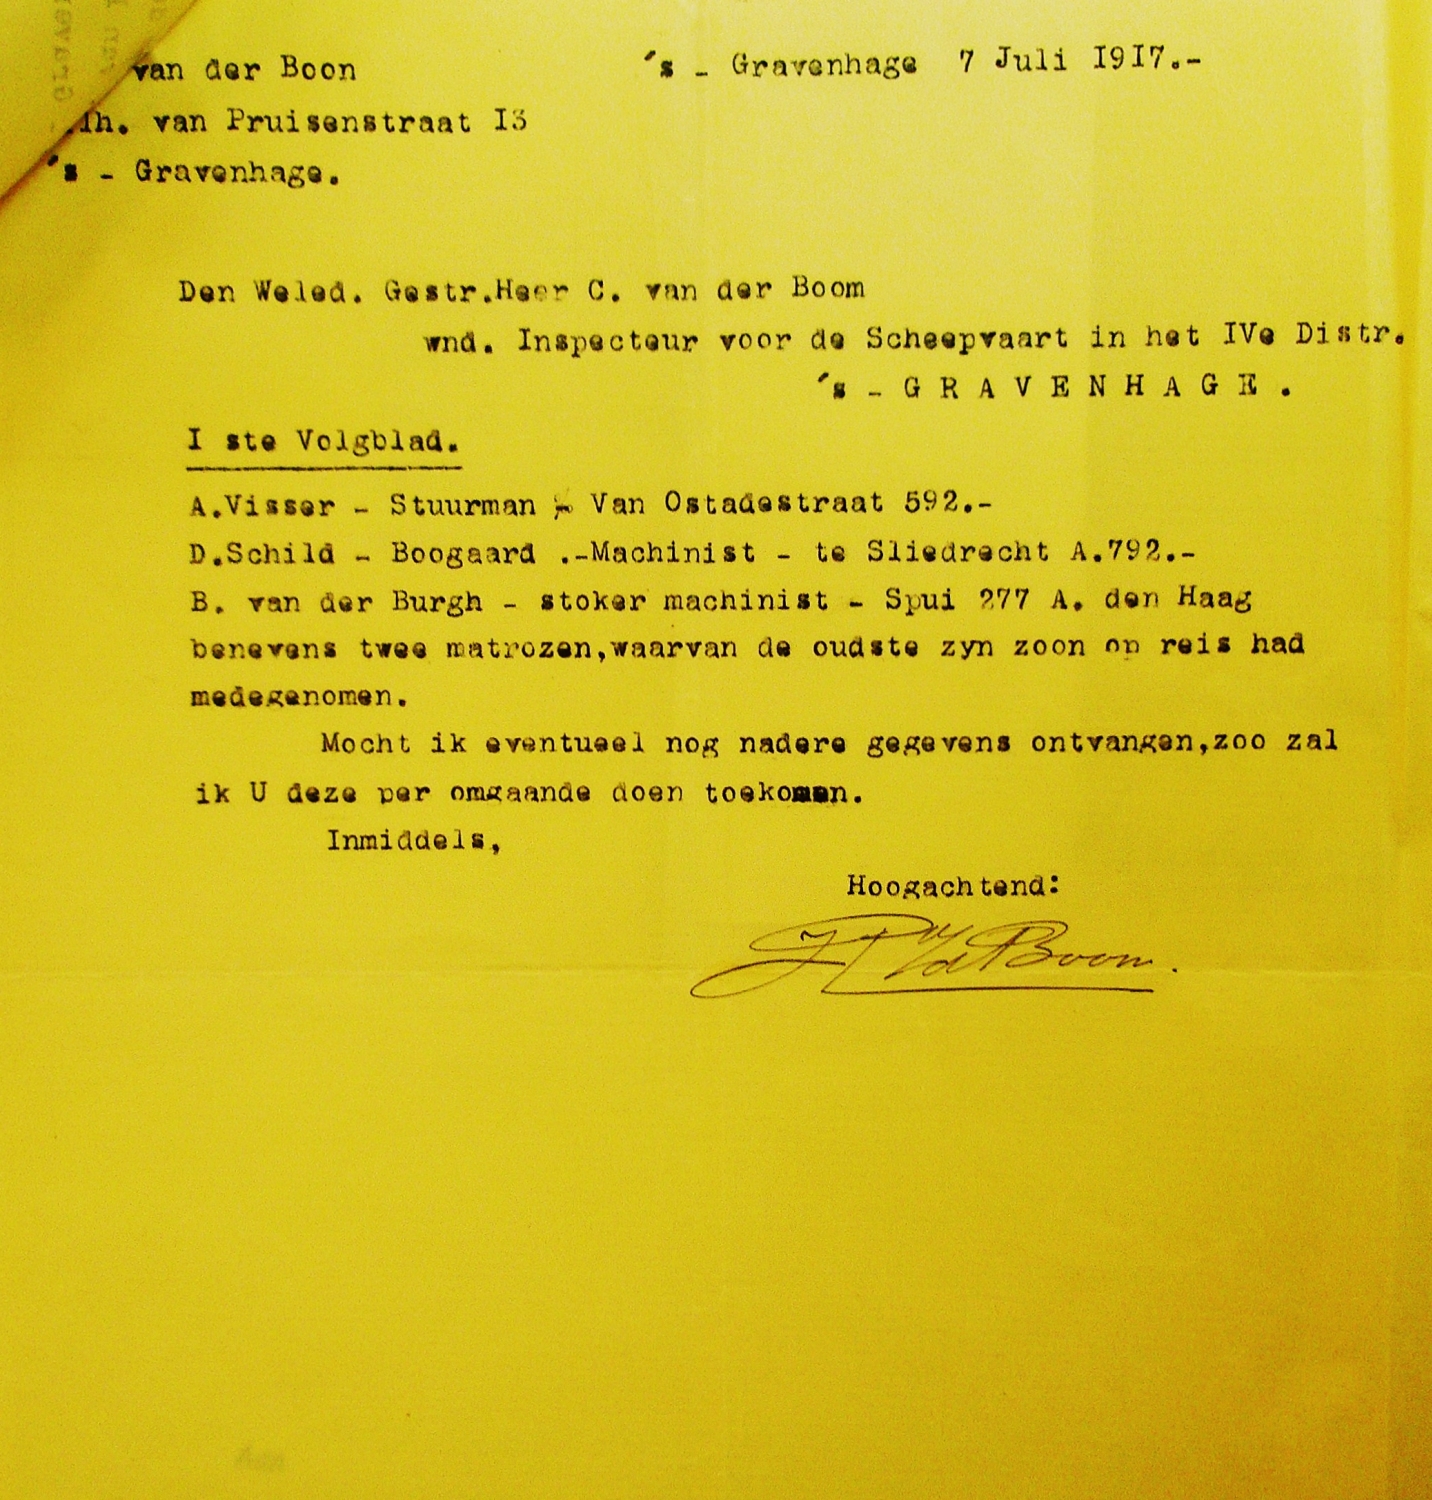 van der Boon	's - Gravenhage 7 Juli I9I7.-
.Ih. van Pruisenstraat I3
's - Gravenhage.
Den Weled. Gestr.Heer C. van der Boom
wnd. Inspecteur voor de Scheepvaart in het IVe Distr.
's - G R A V E N H A G E .
I ste Volgblad.
A.Visser - Stuurman - Van Ostadestraat 592.-
D.Schild - Boogaard .-Machinist - te Sliedrecht A.792.-
B. van der Burgh - stoker machinist - Spui 277 A. den Haag
benevens twee matrozen,waarvan de oudste zyn zoon op reis had
medegenomen.
Mocht ik eventueel nog nadere gegevens ontvangen,zoo zal
ik U deze per omgaande doen toekomen.
Inmiddels,
Hoogachtend:
Boom.